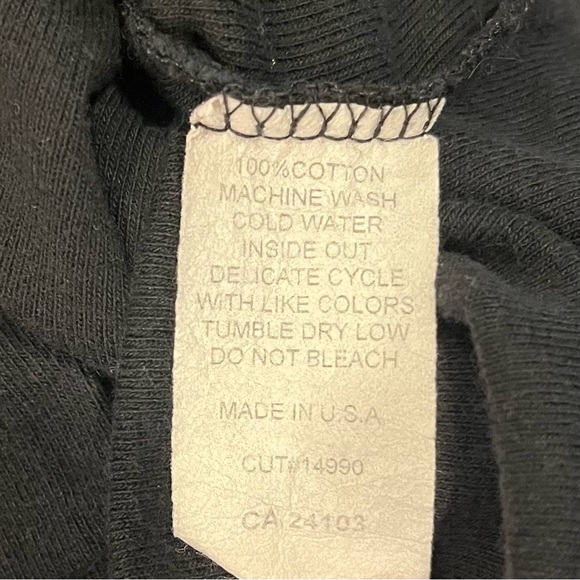 100%COTTON
MACHINE WASH
COLD WATER
INSIDE OUT
DELICATE CYCLE
WITH LIKE COLORS
TUMBLE DRY LOW
DO NOT BLEACH
MADE IN U.S.A
CUT#14990
CA 24103